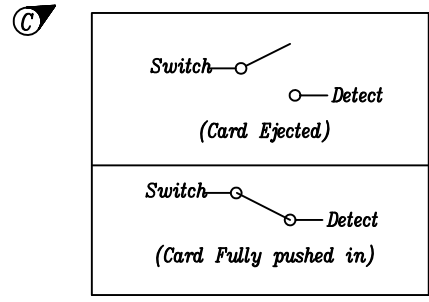 C
Switch
Detect
(Card Ejected)
Switch
Detect
(Card Fully pushed in)